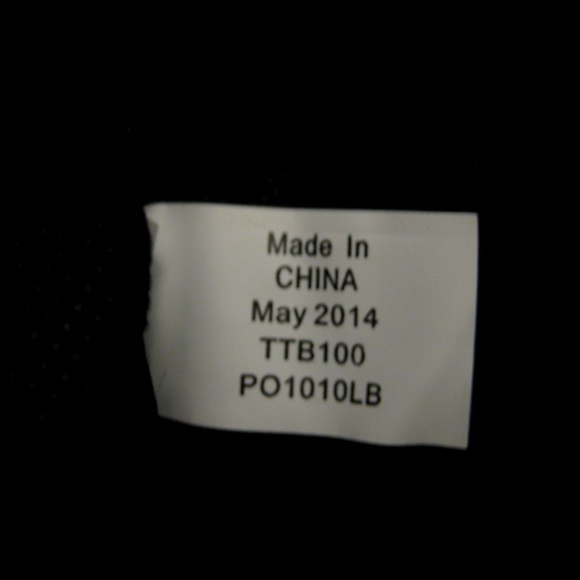 Made In
CHINA
May 2014
TTB100
PO1010LB